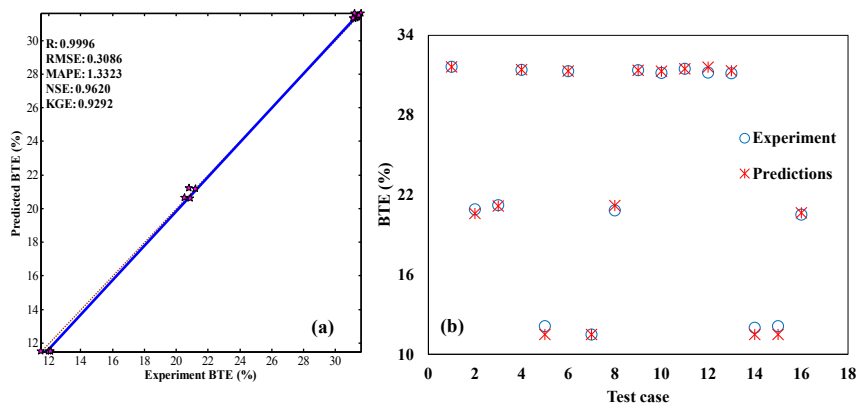 R: 0.9996
RMSE: 0.3086
MAPE: 1.3323
NSE: 0.9620
KGE: 0.9292
30
28
26
24
22
20
18
16
14
12
Predicted BTE (%)
(a)
12 14 16 18 20 22 24 26 28 30
Experiment BTE (%)
34
28
22
16
10
BTE (%)
Experiment
Predictions
(b)
0 2 4 6 8 10 12 14 16 18
Test case